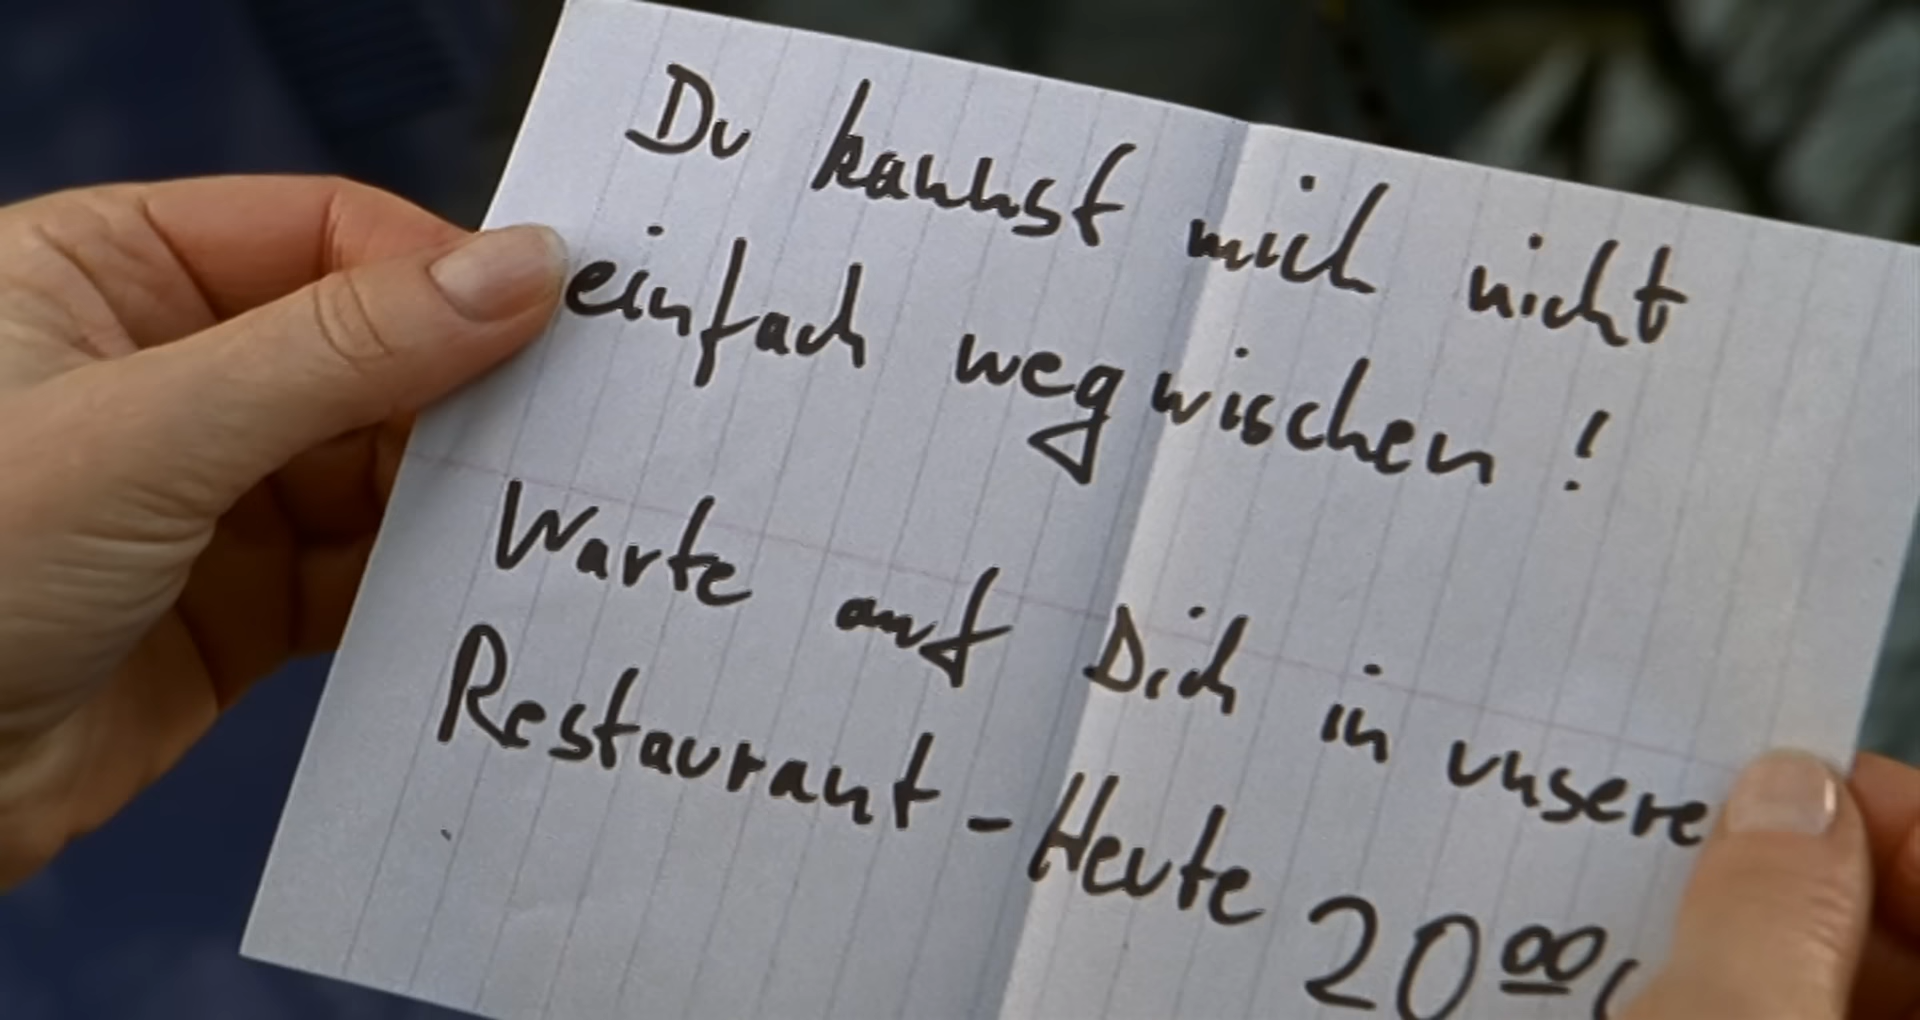 Du kannst mich nicht
einfach wegwischen!
Warte auf Dich in unsere
Restaurant - Heute 20⁰⁰